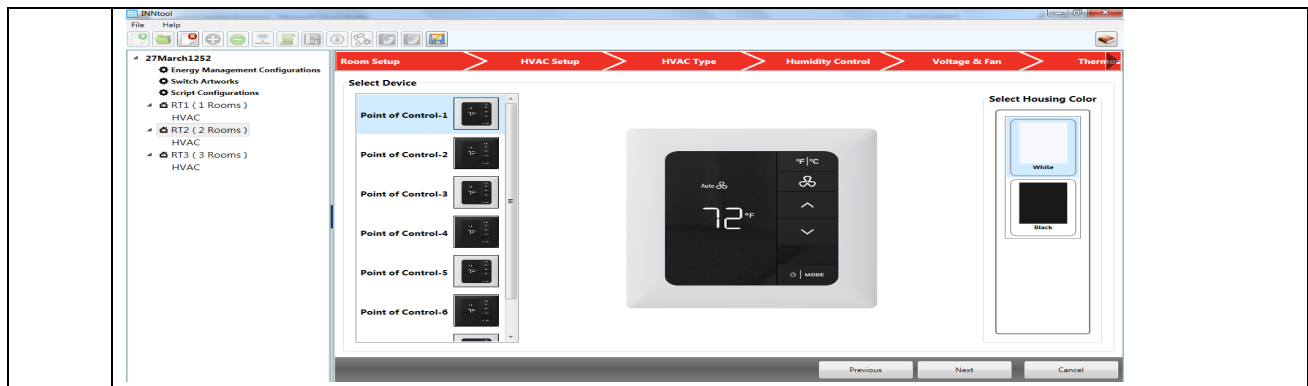 INNtool
File Help
27March1252
Energy Management Configurations
Switch Artworks
Script Configurations
RT1 ( 1 Rooms )
HVAC
RT2 ( 2 Rooms )
HVAC
RT3 ( 3 Rooms )
HVAC
Room Setup HVAC Setup HVAC Type Humidity Control Voltage & Fan
Select Device
Point of Control-1
Point of Control-2
Point of Control-3
Point of Control-4
Point of Control-5
Point of Control-6
°F|°C
Auto
72°F
MODE
Select Housing Color
White
Black
Previous Next Cancel